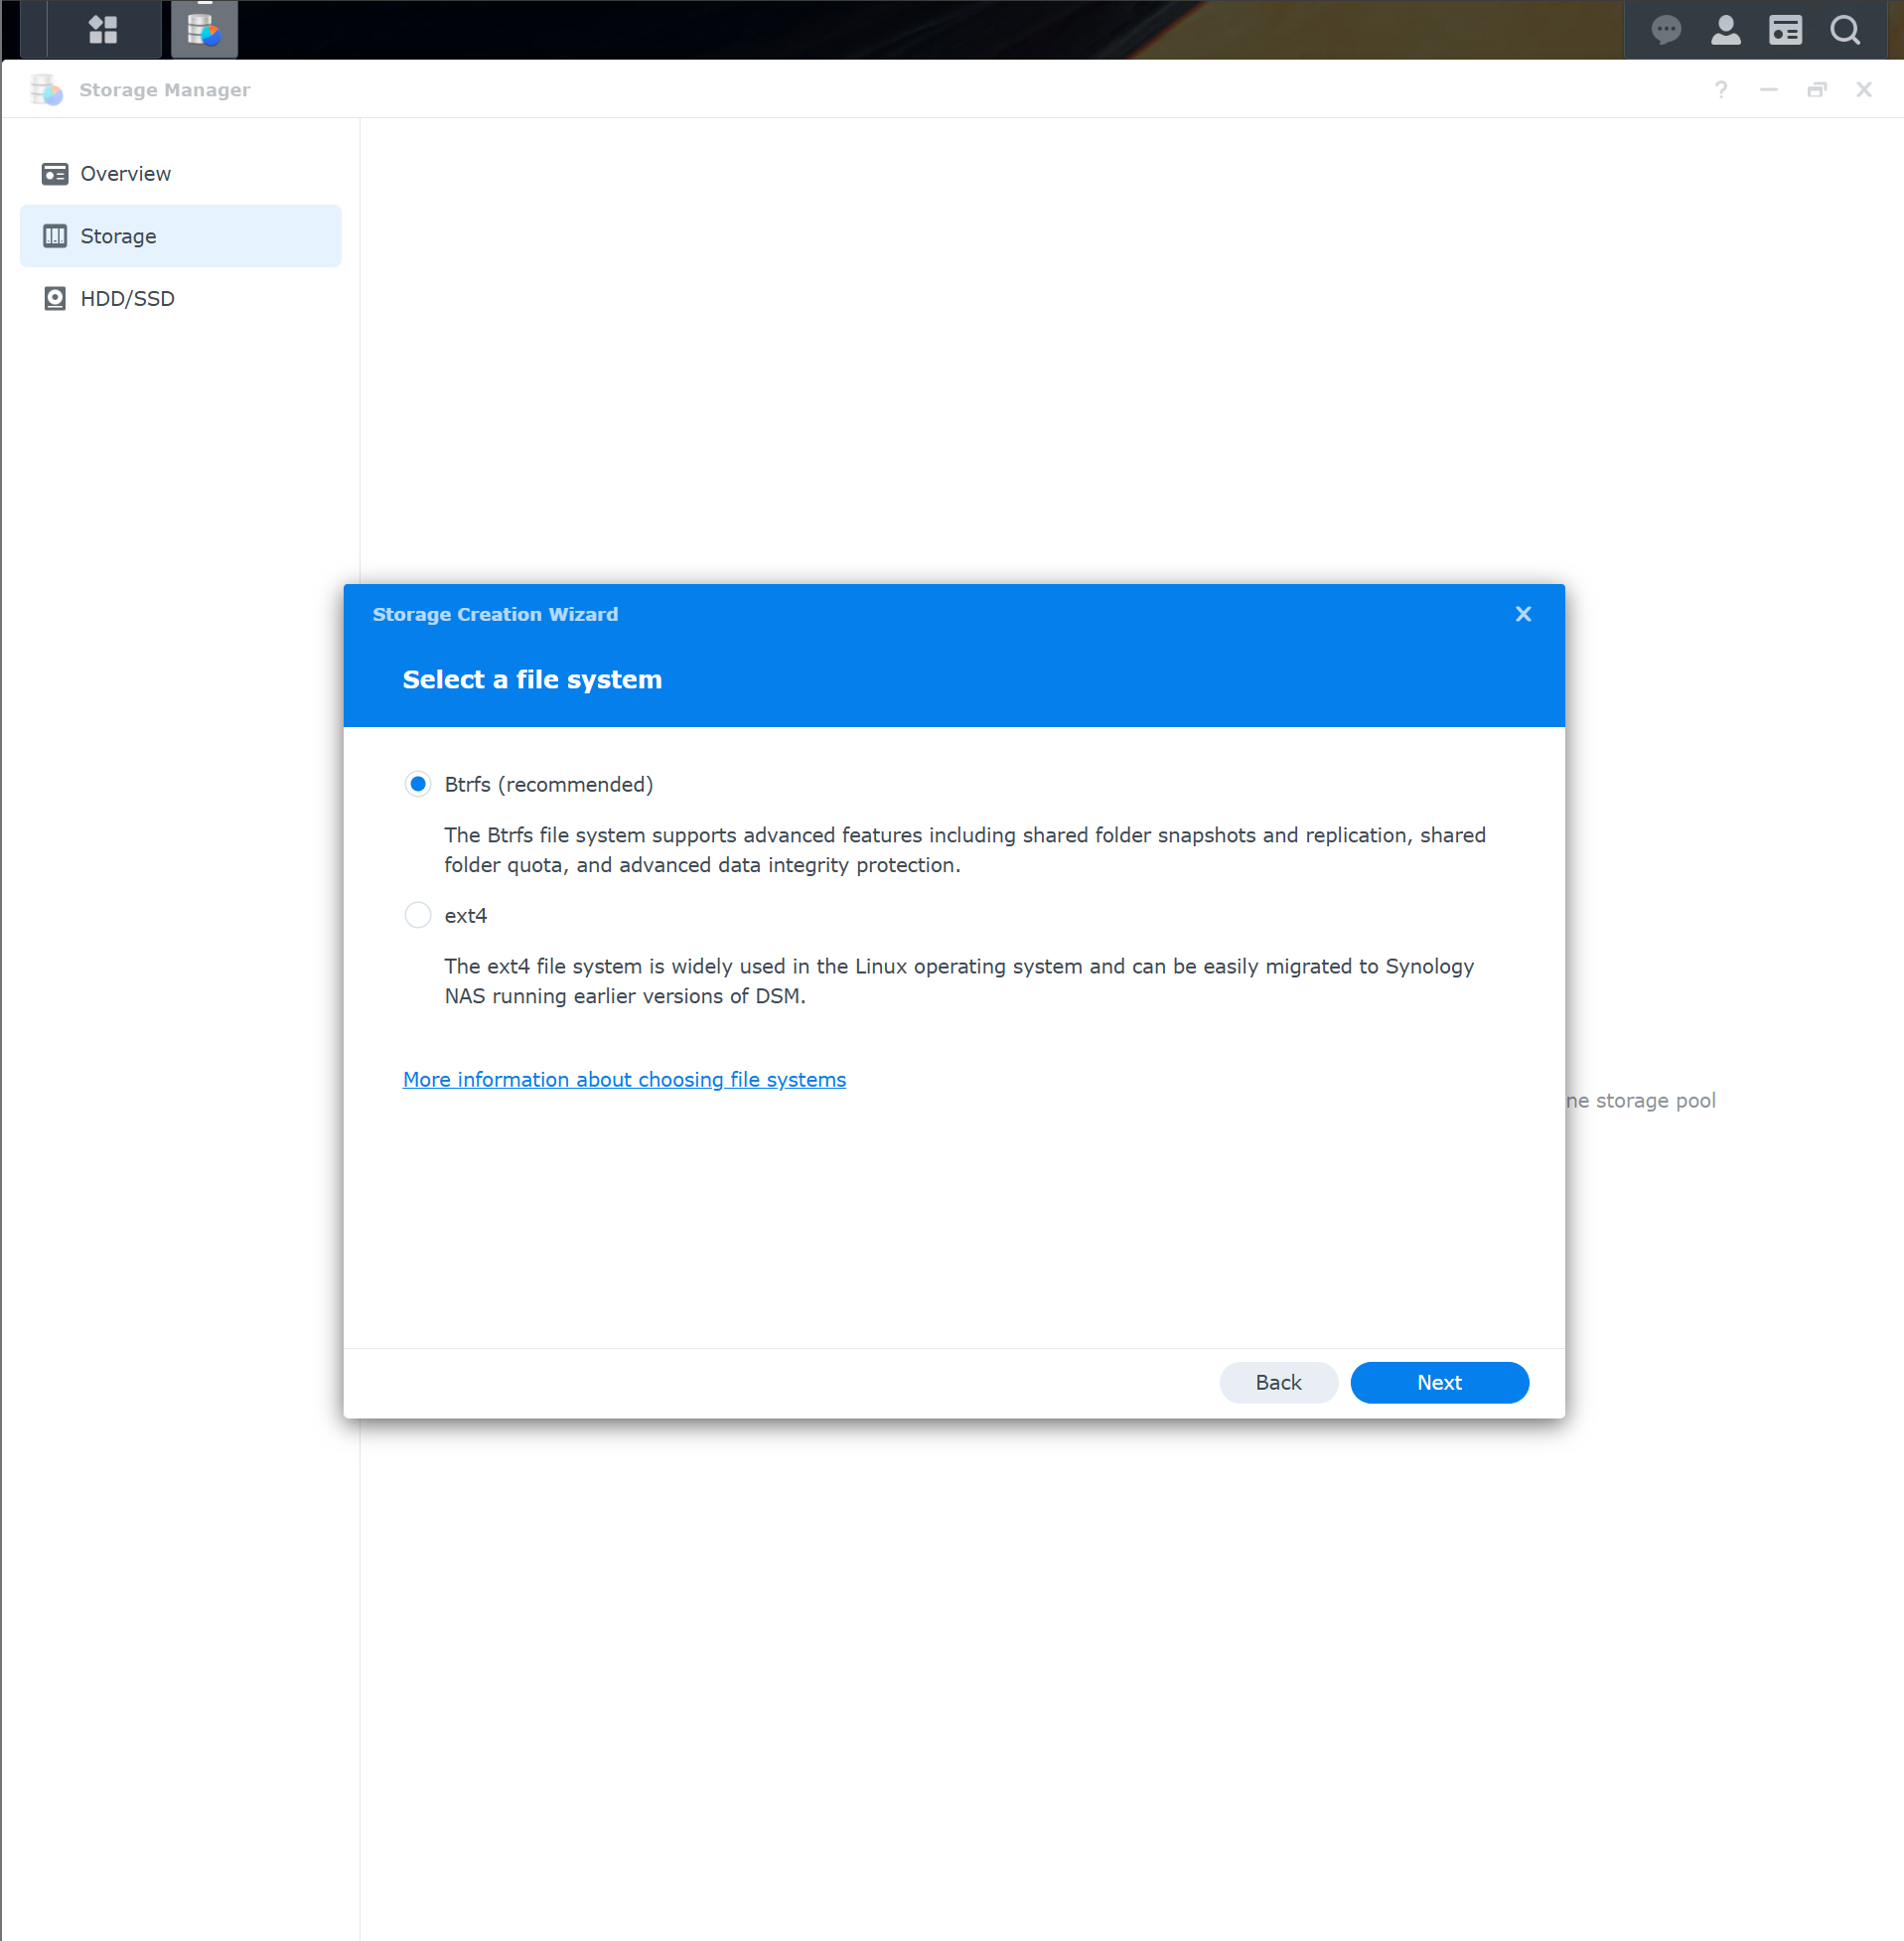 Storage Manager
Overview
Storage
HDD/SSD
Storage Creation Wizard
Select a file system
Btrfs (recommended)
The Btrfs file system supports advanced features including shared folder snapshots and replication, shared
folder quota, and advanced data integrity protection.
ext4
The ext4 file system is widely used in the Linux operating system and can be easily migrated to Synology
NAS running earlier versions of DSM.
More information about choosing file systems
ne storage pool
Back
Next